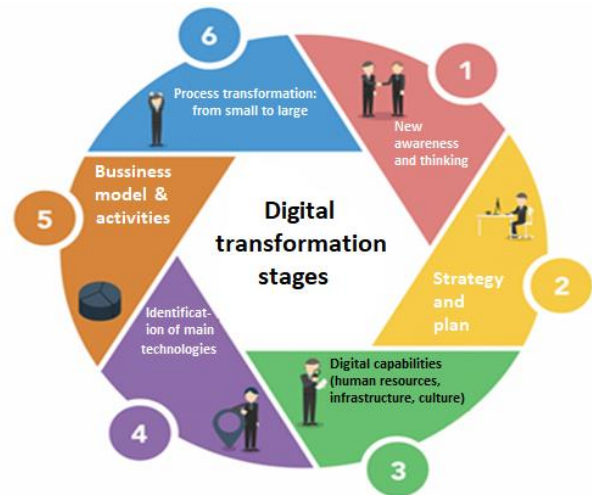 Digital
transformation
stages
1
New
awareness
and thinking
2
Strategy
and
plan
3
Digital capabilities
(human resources,
infrastructure, culture)
4
Identificat-
ion of main
technologies
5
Bussiness
model &
activities
6
Process transformation:
from small to large